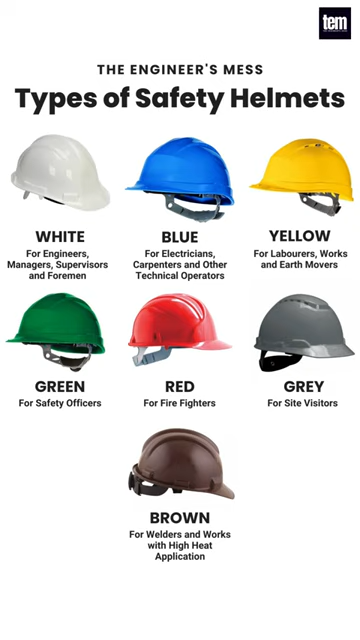 tem
THE ENGINEER'S MESS
Types of Safety Helmets
WHITE
For Engineers,
Managers, Supervisors
and Foremen
BLUE
For Electricians,
Carpenters and Other
Technical Operators
YELLOW
For Labourers, Works
and Earth Movers
GREEN
For Safety Officers
RED
For Fire Fighters
GREY
For Site Visitors
BROWN
For Welders and Works
with High Heat
Application